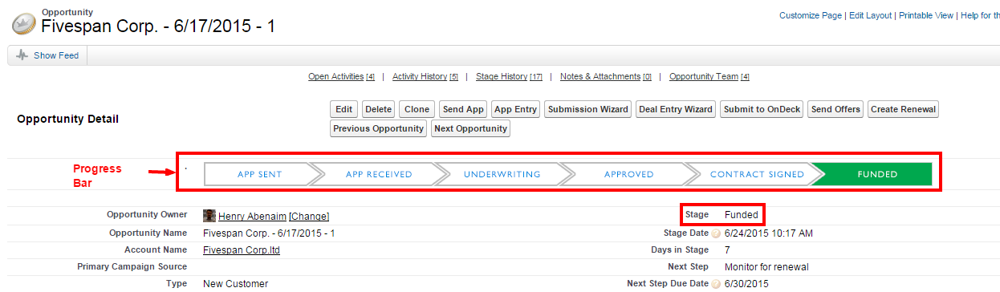 Opportunity
Fivespan Corp. - 6/17/2015 - 1
Customize Page | Edit Layout | Printable View | Help for th
Show Feed
Open Activities [4] | Activity History [5] | Stage History [17] | Notes & Attachments [0] | Opportunity Team [4]
Opportunity Detail
Edit Delete Clone Send App App Entry Submission Wizard Deal Entry Wizard Submit to OnDeck Send Offers Create Renewal
Previous Opportunity Next Opportunity
Progress
Bar
APP SENT APP RECEIVED UNDERWRITING APPROVED CONTRACT SIGNED FUNDED
Opportunity Owner Henry Abenaim [Change] Stage Funded
Opportunity Name Fivespan Corp. - 6/17/2015 - 1 Stage Date 6/24/2015 10:17 AM
Account Name Fivespan Corp.ltd Days in Stage 7
Primary Campaign Source Next Step Monitor for renewal
Type New Customer Next Step Due Date 6/30/2015